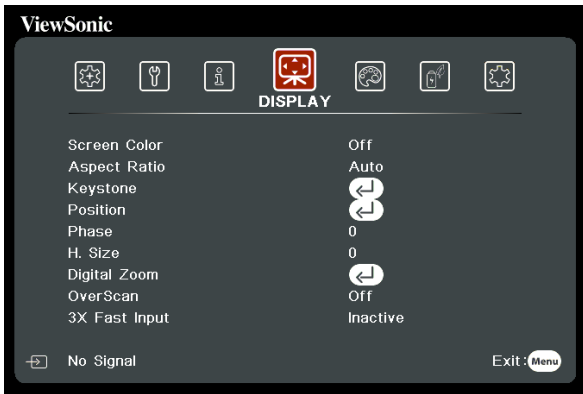 ViewSonic
DISPLAY
Screen Color Off
Aspect Ratio Auto
Keystone
Position
Phase 0
H. Size 0
Digital Zoom
OverScan Off
3X Fast Input Inactive
No Signal Exit: Menu